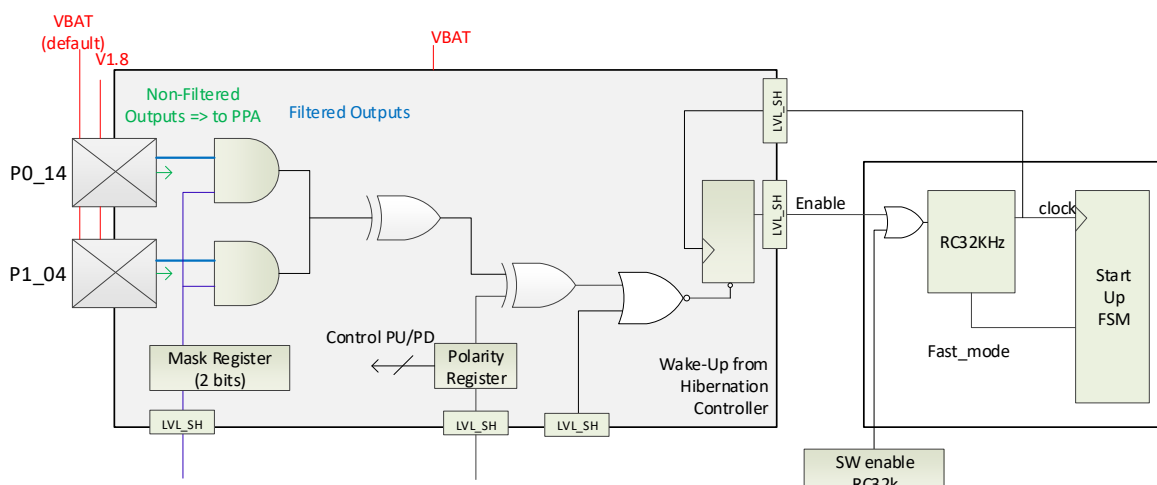 VBAT
(default)
V1.8
VBAT
Non-Filtered
Outputs => to PPA
Filtered Outputs
LVL_SH
P0_14
LVL_SH
Enable
clock
RC32KHz
P1_04
Start
Up
FSM
Control PU/PD
Fast_mode
Mask Register
(2 bits)
Polarity
Register
Wake-Up from
Hibernation
Controller
LVL_SH
LVL_SH
LVL_SH
SW enable
RC32k